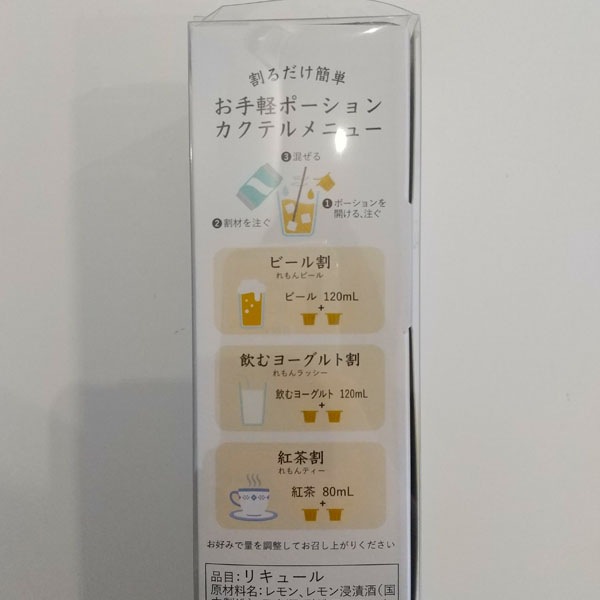 割るだけ簡単
お手軽ポーション
カクテルメニュー
❸混ぜる
❶ポーションを
開ける、注ぐ
❷割材を注ぐ
ビール割
れもんビール
ビール 120mL
+
飲むヨーグルト割
れもんラッシー
飲むヨーグルト 120mL
+
紅茶割
れもんティー
紅茶 80mL
+
お好みで量を調整してお召し上がりください
品目:リキュール
原材料名:レモン、レモン浸漬酒(国